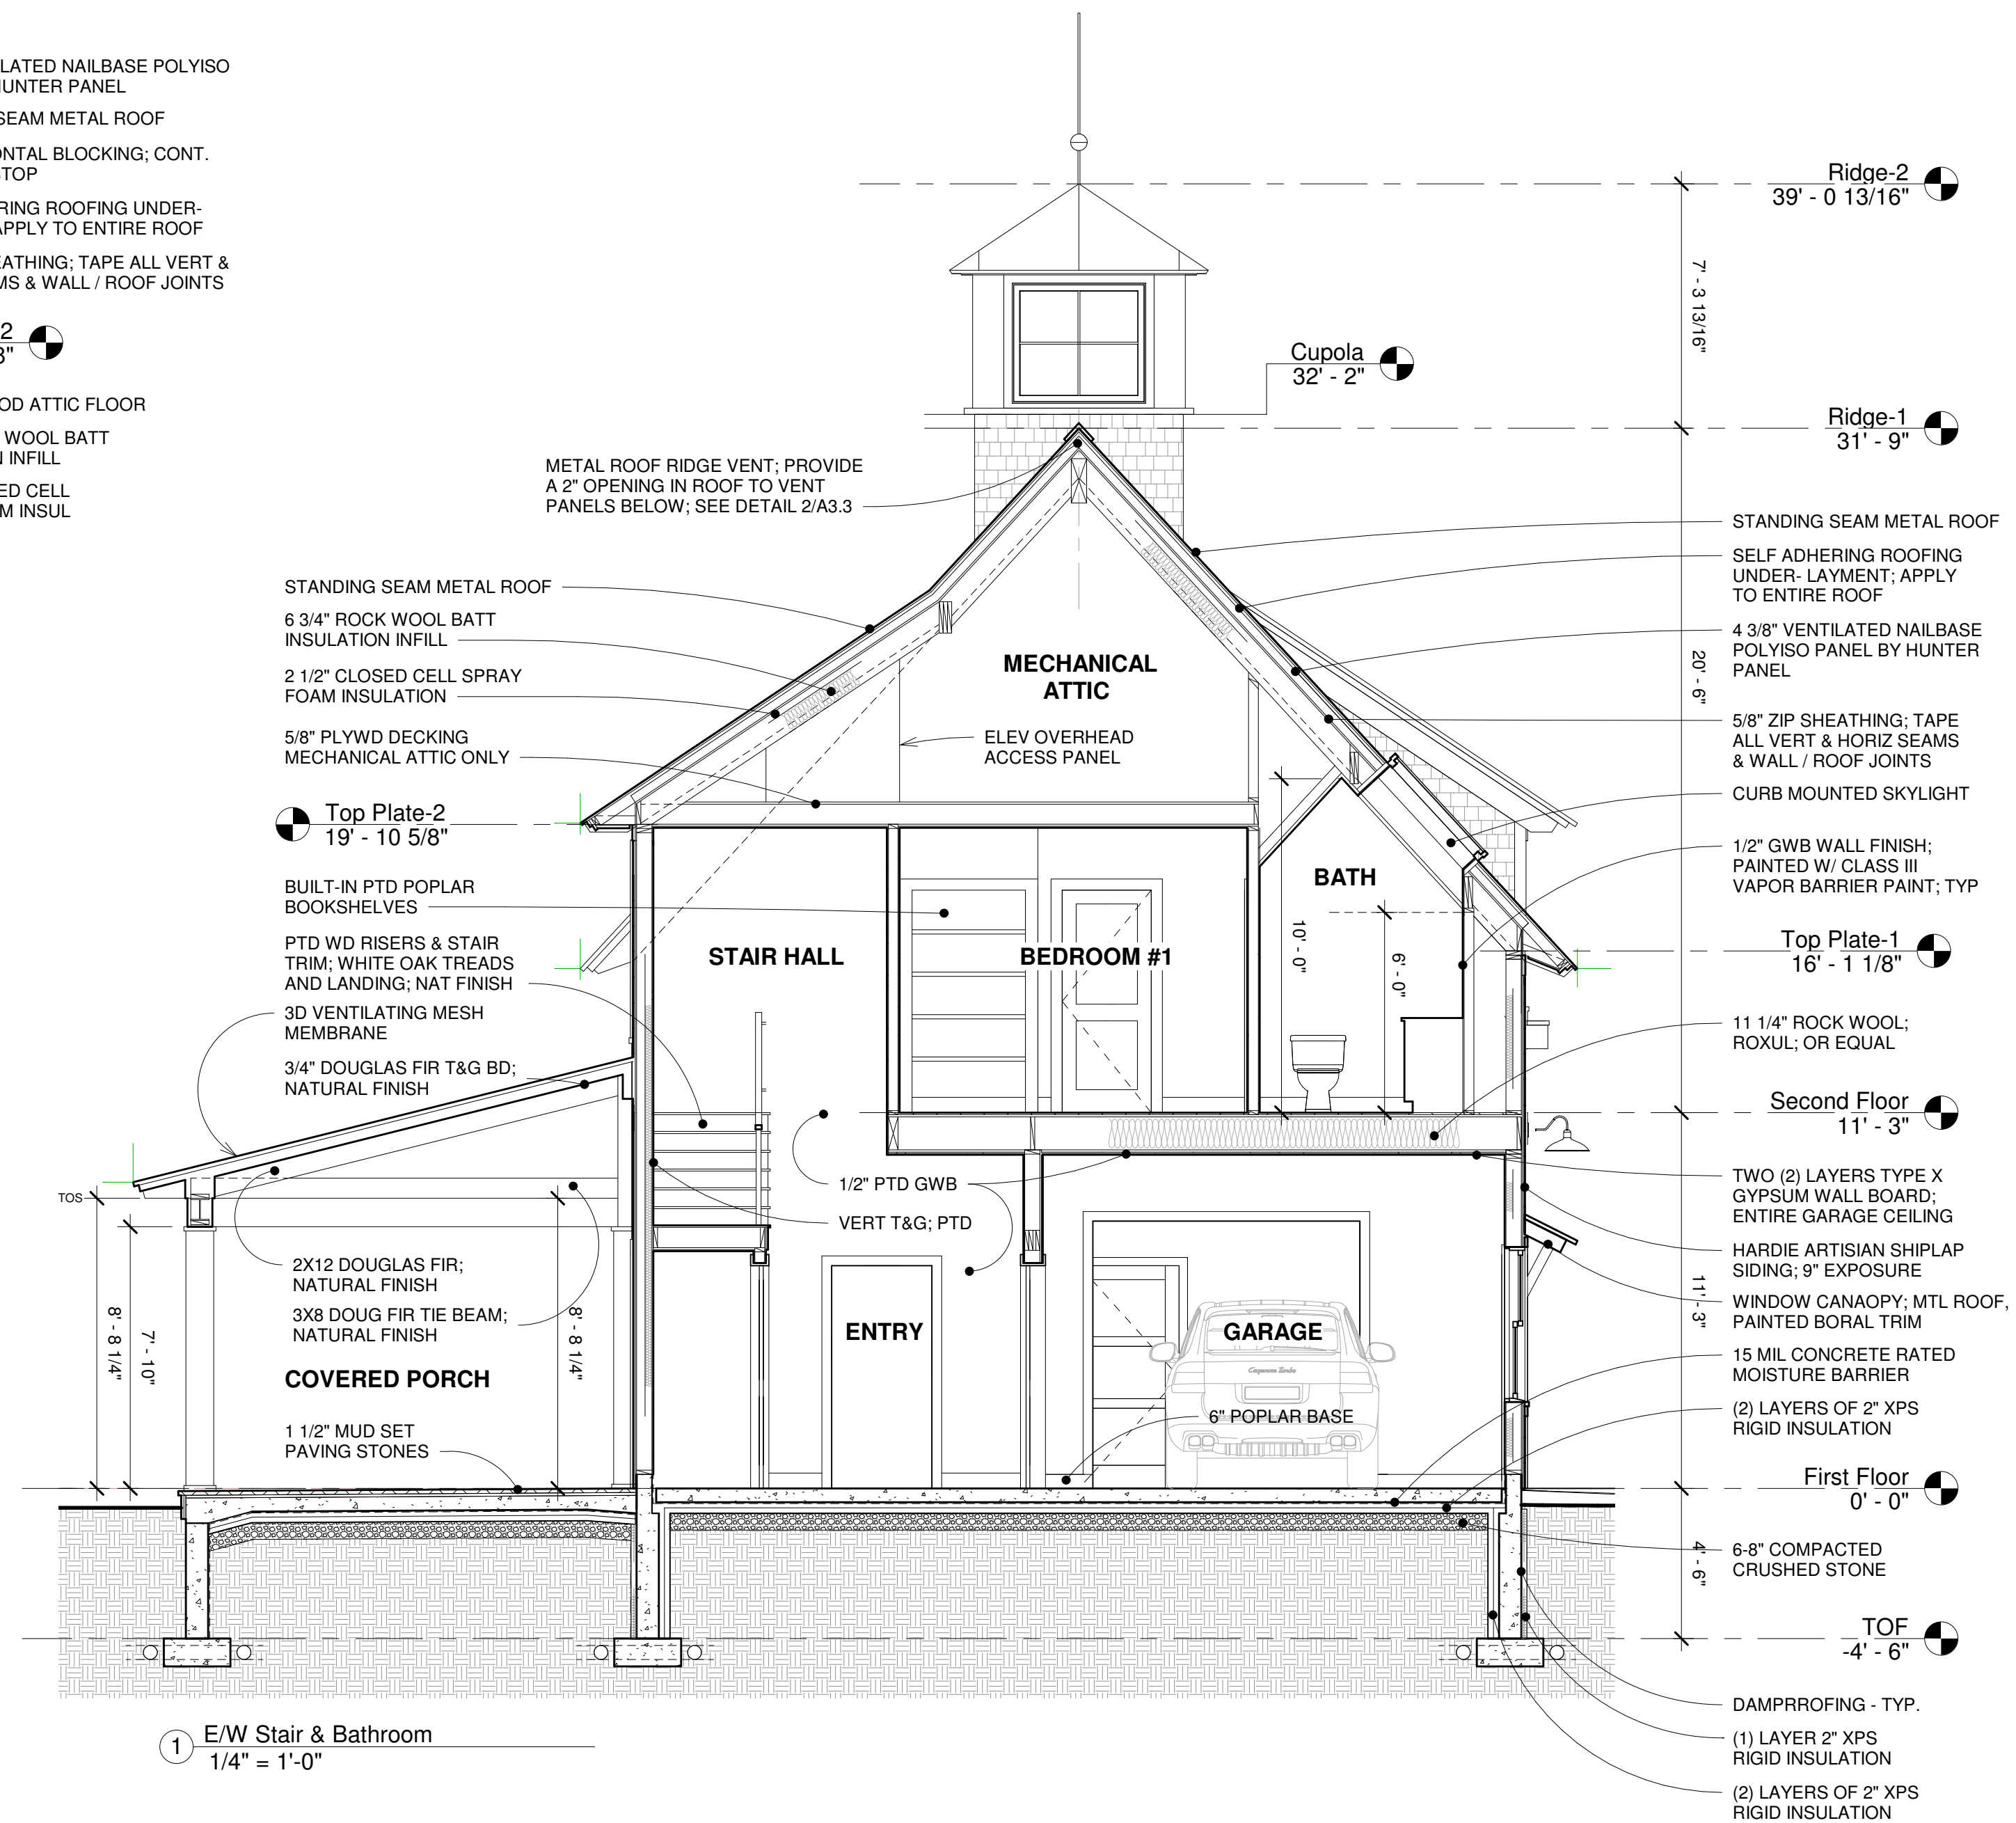 LATED NAILBASE POLYISO
HUNTER PANEL
SEAM METAL ROOF
ONTAL BLOCKING; CONT.
STOP
RING ROOFING UNDER-
APPLY TO ENTIRE ROOF
EATHING; TAPE ALL VERT &
MS & WALL / ROOF JOINTS
2
3"
OD ATTIC FLOOR
WOOL BATT
N INFILL
ED CELL
M INSUL
METAL ROOF RIDGE VENT; PROVIDE
A 2" OPENING IN ROOF TO VENT
PANELS BELOW; SEE DETAIL 2/A3.3
STANDING SEAM METAL ROOF
6 3/4" ROCK WOOL BATT
INSULATION INFILL
2 1/2" CLOSED CELL SPRAY
FOAM INSULATION
5/8" PLYWD DECKING
MECHANICAL ATTIC ONLY
Top Plate-2
19' - 10 5/8"
BUILT-IN PTD POPLAR
BOOKSHELVES
PTD WD RISERS & STAIR
TRIM; WHITE OAK TREADS
AND LANDING; NAT FINISH
3D VENTILATING MESH
MEMBRANE
3/4" DOUGLAS FIR T&G BD;
NATURAL FINISH
TOS
2X12 DOUGLAS FIR;
NATURAL FINISH
3X8 DOUG FIR TIE BEAM;
NATURAL FINISH
8' - 8 1/4"
7' - 10"
8' - 8 1/4"
COVERED PORCH
1 1/2" MUD SET
PAVING STONES
MECHANICAL
ATTIC
ELEV OVERHEAD
ACCESS PANEL
STAIR HALL
BEDROOM #1
BATH
10' - 0"
6' - 0"
1/2" PTD GWB
VERT T&G; PTD
ENTRY
GARAGE
Cayenne Turbo
6" POPLAR BASE
Cupola
32' - 2"
Ridge-2
39' - 0 13/16"
7' - 3 13/16"
Ridge-1
31' - 9"
STANDING SEAM METAL ROOF
SELF ADHERING ROOFING
UNDER- LAYMENT; APPLY
TO ENTIRE ROOF
4 3/8" VENTILATED NAILBASE
POLYISO PANEL BY HUNTER
PANEL
20' - 6"
5/8" ZIP SHEATHING; TAPE
ALL VERT & HORIZ SEAMS
& WALL / ROOF JOINTS
CURB MOUNTED SKYLIGHT
1/2" GWB WALL FINISH;
PAINTED W/ CLASS III
VAPOR BARRIER PAINT; TYP
Top Plate-1
16' - 1 1/8"
11 1/4" ROCK WOOL;
ROXUL; OR EQUAL
Second Floor
11' - 3"
TWO (2) LAYERS TYPE X
GYPSUM WALL BOARD;
ENTIRE GARAGE CEILING
HARDIE ARTISIAN SHIPLAP
SIDING; 9" EXPOSURE
11' - 3"
WINDOW CANAOPY; MTL ROOF,
PAINTED BORAL TRIM
15 MIL CONCRETE RATED
MOISTURE BARRIER
(2) LAYERS OF 2" XPS
RIGID INSULATION
First Floor
0' - 0"
4' - 6"
6-8" COMPACTED
CRUSHED STONE
TOF
-4' - 6"
DAMPRROFING - TYP.
(1) LAYER 2" XPS
RIGID INSULATION
(2) LAYERS OF 2" XPS
RIGID INSULATION
1
E/W Stair & Bathroom
1/4" = 1'-0"